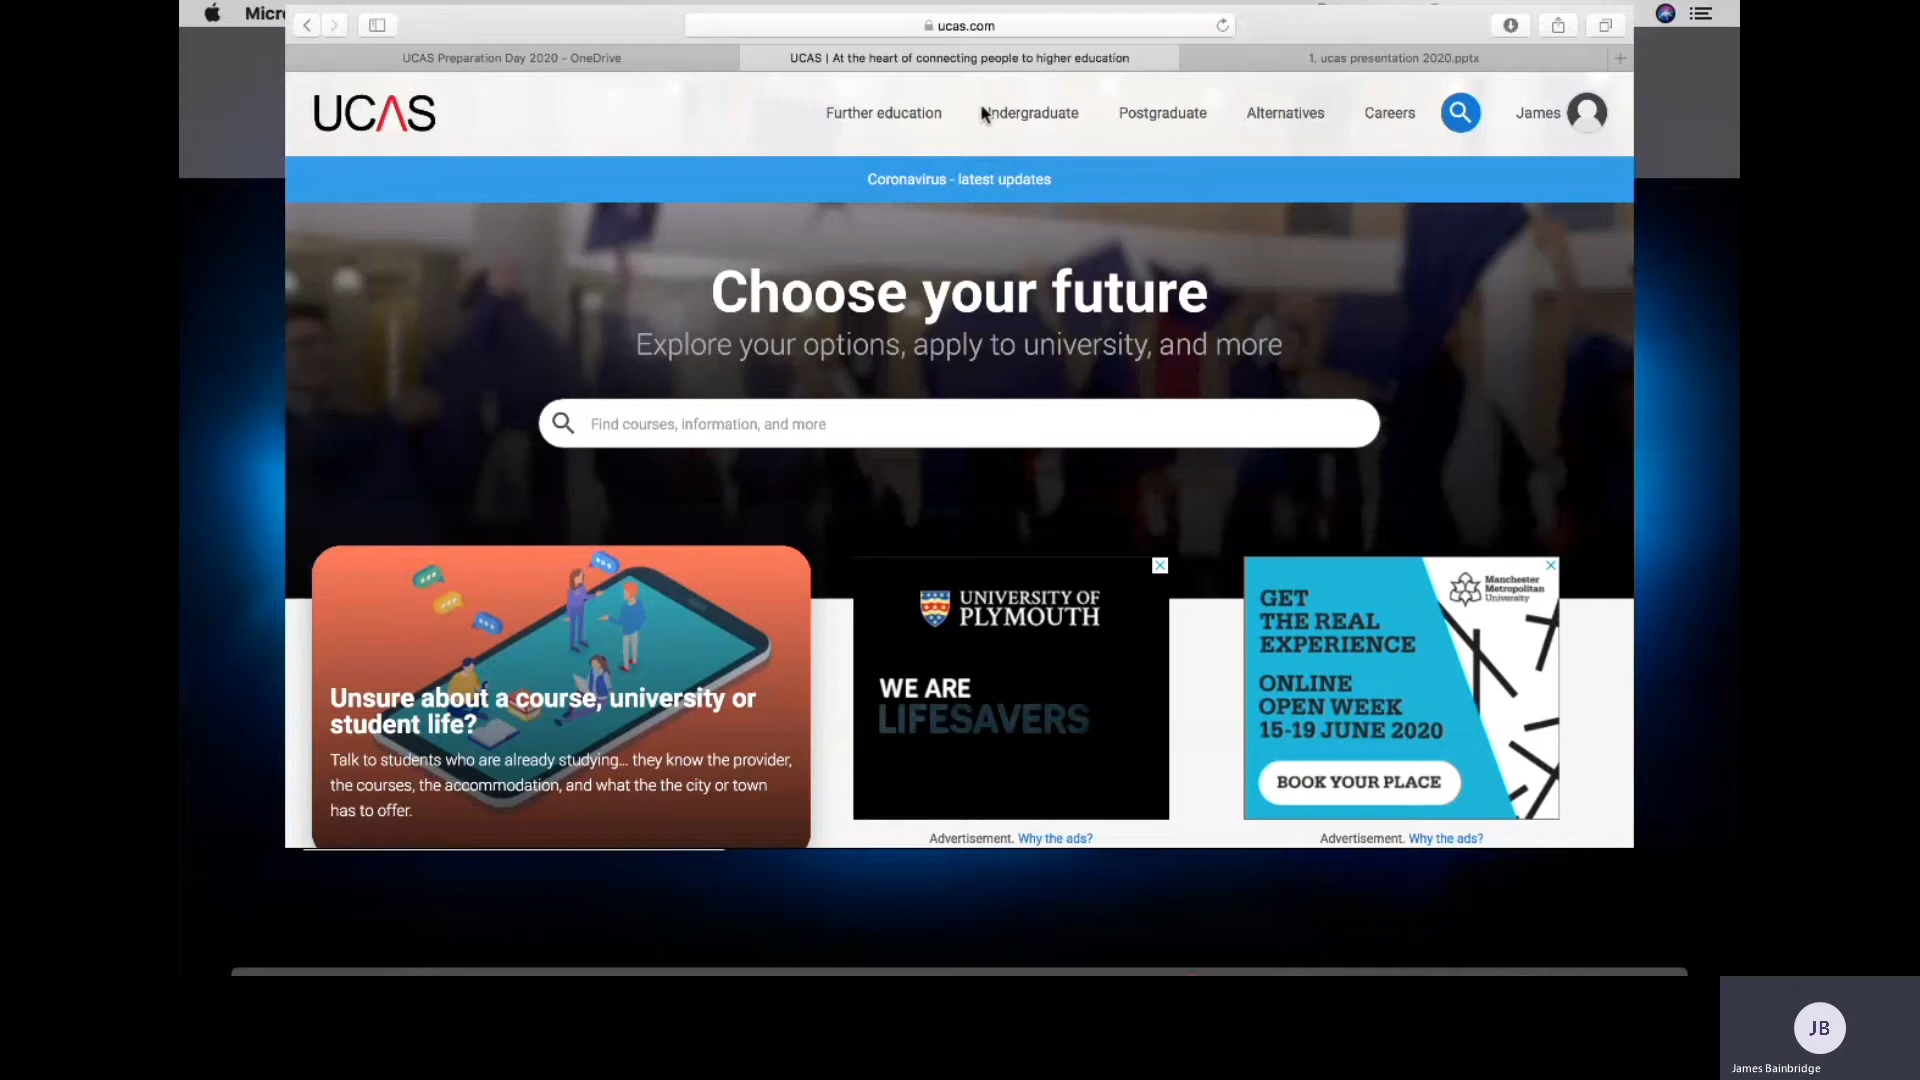 ucas.com
UCAS Preparation Day 2020 - OneDrive
UCAS | At the heart of connecting people to higher education
1. ucas presentation 2020.pptx
UCAS
Further education
Undergraduate
Postgraduate
Alternatives
Careers
James
Coronavirus - latest updates
Choose your future
Explore your options, apply to university, and more
Find courses, information, and more
Unsure about a course, university or
student life?
Talk to students who are already studying... they know the provider,
the courses, the accommodation, and what the the city or town
has to offer.
UNIVERSITY OF
PLYMOUTH
WE ARE
LIFESAVERS
Advertisement. Why the ads?
Manchester
Metropolitan
University
GET
THE REAL
EXPERIENCE
ONLINE
OPEN WEEK
15-19 JUNE 2020
BOOK YOUR PLACE
Advertisement. Why the ads?
JB
James Bainbridge